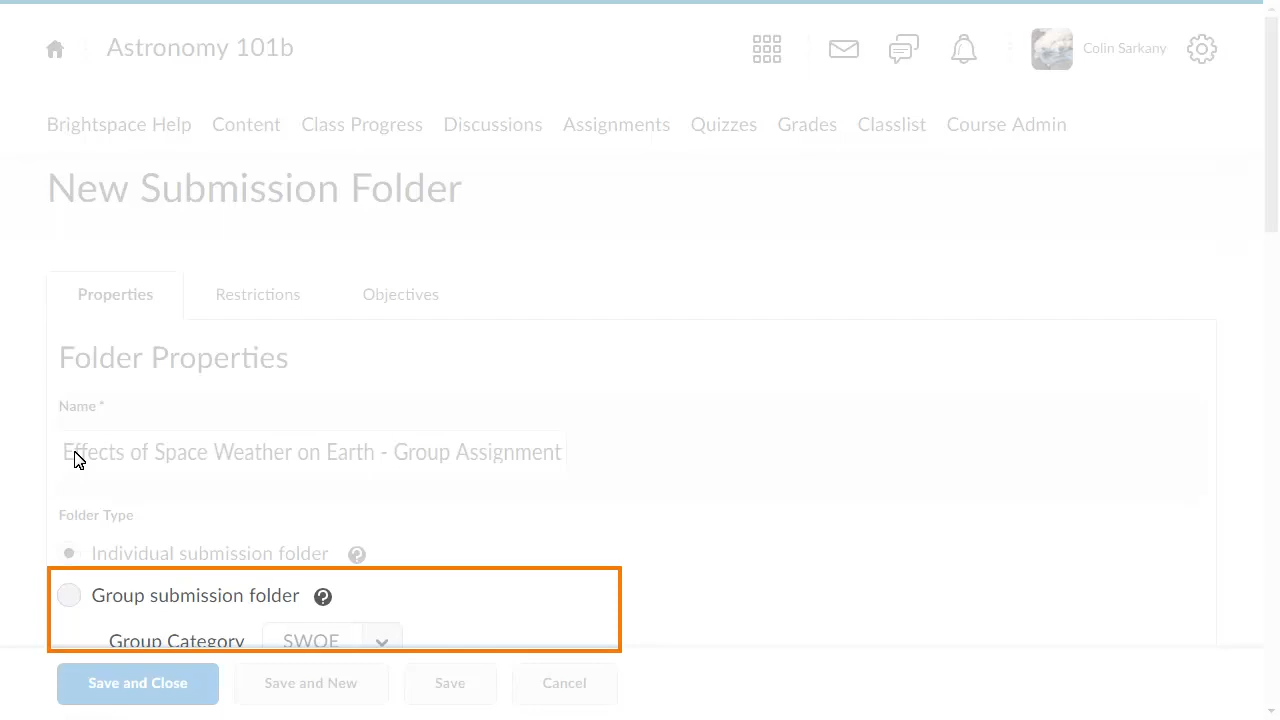 Astronomy 101b
Colin Sarkany
Brightspace Help Content Class Progress Discussions Assignments Quizzes Grades Classlist Course Admin
New Submission Folder
Properties Restrictions Objectives
Folder Properties
Name *
Effects of Space Weather on Earth - Group Assignment
Folder Type
Individual submission folder ?
Group submission folder ?
Group Category SWOE
Save and Close Save and New Save Cancel